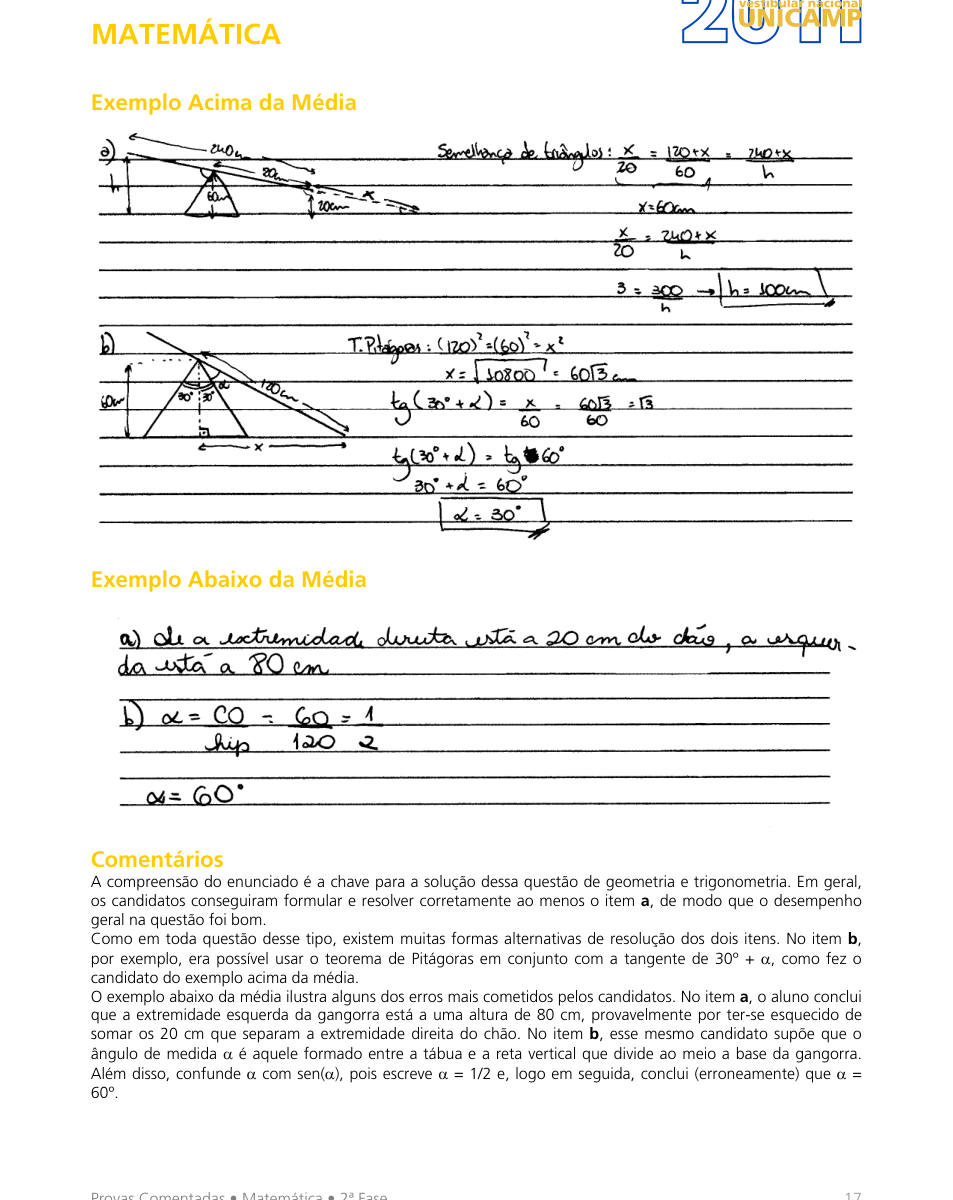 MATEMÁTICA
2011
vestibular nacional
UNICAMP
Exemplo Acima da Média
a) 240cm
120cm
h 60cm 20cm x
Semelhança de triângulos: x/20 = 120+x/60 = 240+x/h
x=60cm
x/20 = 240+x/h
3 = 300/h → h = 100cm
b) T. Pitágoras: (120)² = (60)² = x²
x = √10800 = 60√3 cm
60cm 30° 30° α 120cm
tg(30° + α) = x/60 = 60√3/60 = √3
x
tg(30° + α) = tg 60°
30° + α = 60°
α = 30°
Exemplo Abaixo da Média
a) Se a extremidade direita está a 20 cm do chão, a esquer-
da está a 80 cm
b) α = CO/hip = 60/120 = 1/2
α = 60°
Comentários
A compreensão do enunciado é a chave para a solução dessa questão de geometria e trigonometria. Em geral,
os candidatos conseguiram formular e resolver corretamente ao menos o item a, de modo que o desempenho
geral na questão foi bom.
Como em toda questão desse tipo, existem muitas formas alternativas de resolução dos dois itens. No item b,
por exemplo, era possível usar o teorema de Pitágoras em conjunto com a tangente de 30º + α, como fez o
candidato do exemplo acima da média.
O exemplo abaixo da média ilustra alguns dos erros mais cometidos pelos candidatos. No item a, o aluno conclui
que a extremidade esquerda da gangorra está a uma altura de 80 cm, provavelmente por ter-se esquecido de
somar os 20 cm que separam a extremidade direita do chão. No item b, esse mesmo candidato supõe que o
ângulo de medida α é aquele formado entre a tábua e a reta vertical que divide ao meio a base da gangorra.
Além disso, confunde α com sen(α), pois escreve α = 1/2 e, logo em seguida, conclui (erroneamente) que α =
60º.
Provas Comentadas • Matemática • 2ª Fase 17